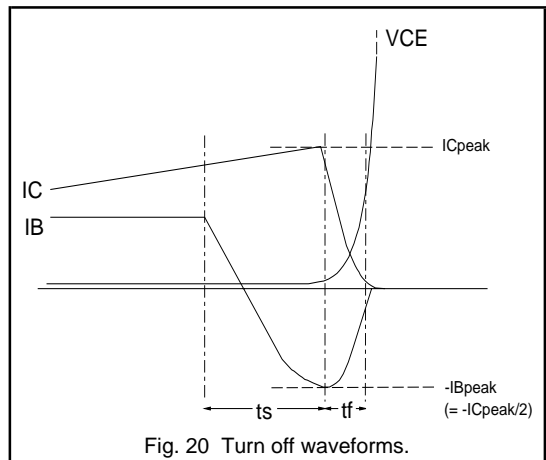 VCE
ICpeak
IC
IB
-IBpeak
(= -ICpeak/2)
ts
tf
Fig. 20 Turn off waveforms.